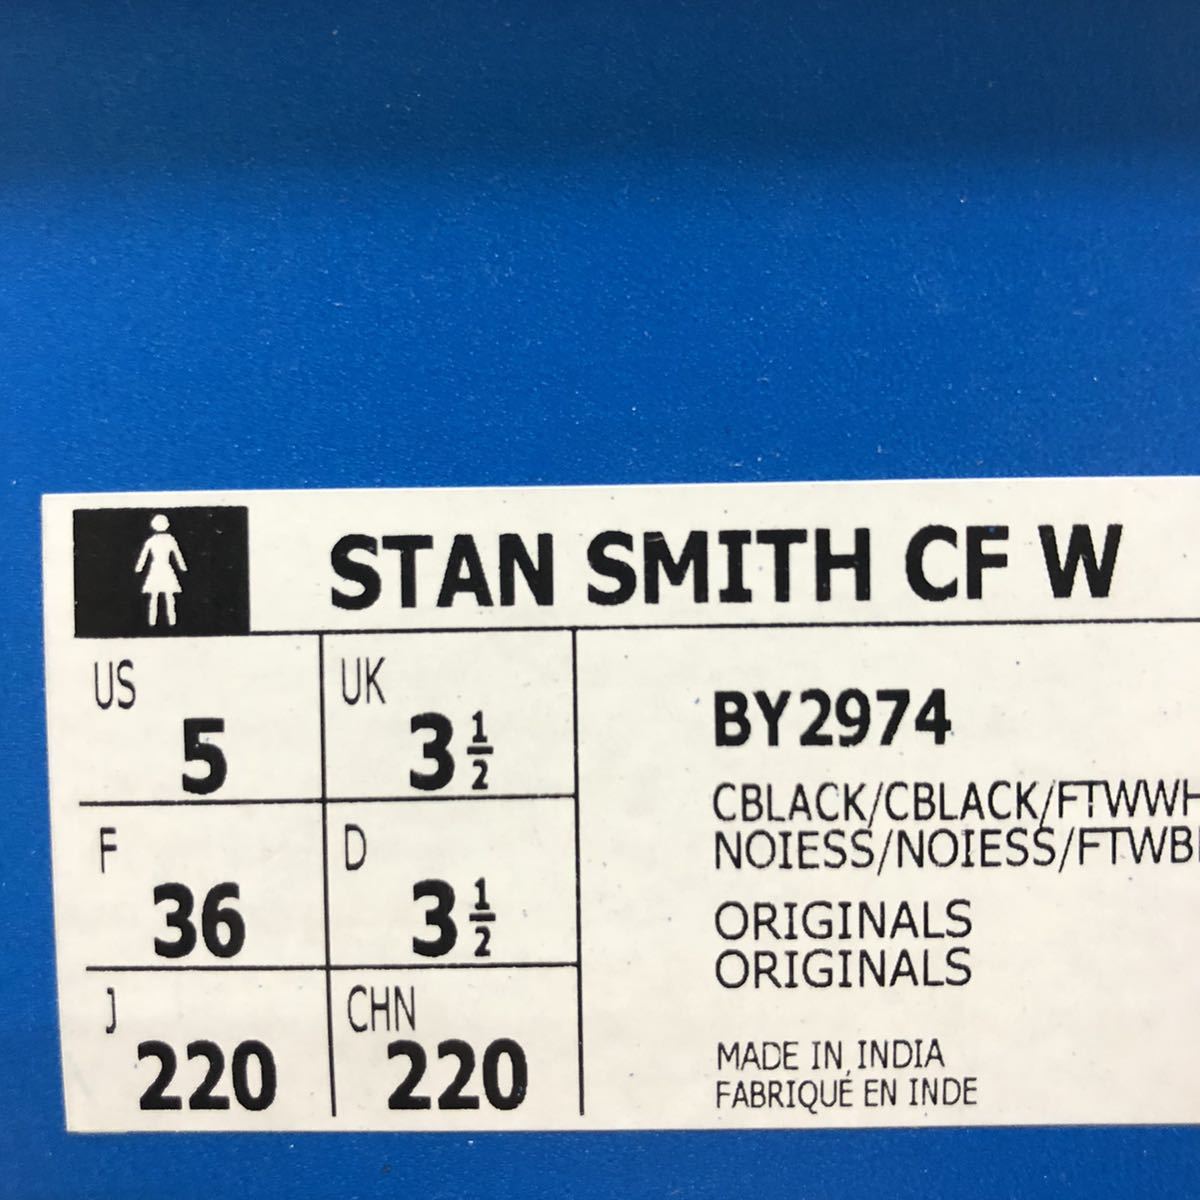 STAN SMITH CF W
US 5 UK 3 1/2
F 36 D 3 1/2
J 220 CHN 220
BY2974
CBLACK/CBLACK/FTWWH
NOIESS/NOIESS/FTWB
ORIGINALS
ORIGINALS
MADE IN INDIA
FABRIQUÉ EN INDE